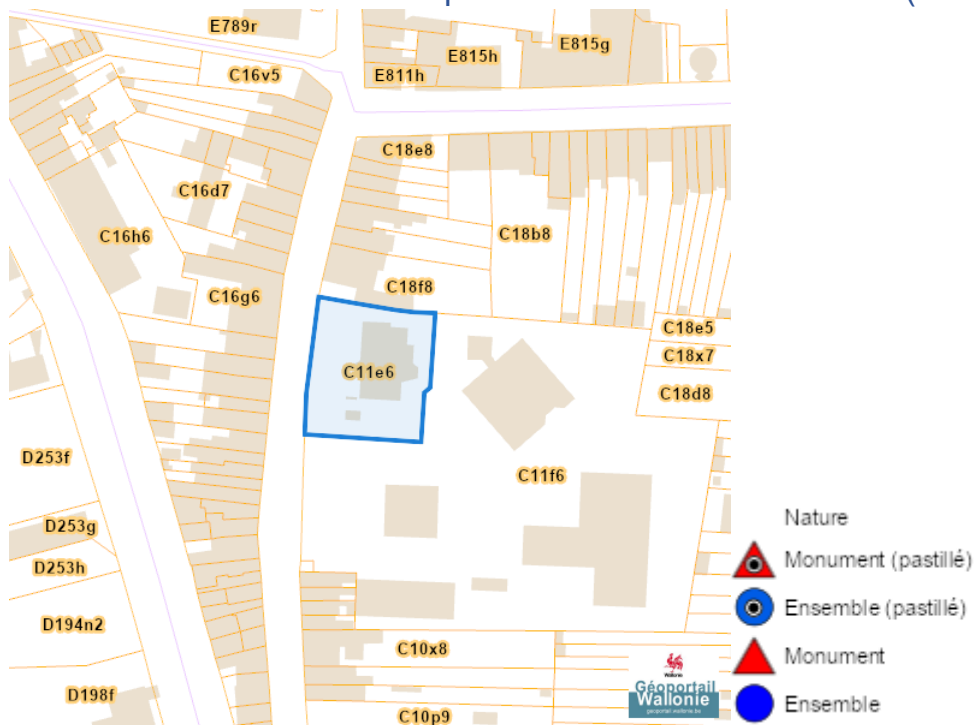 E789r
E815g
E815h
C16v5
E811h
C18e8
C16d7
C16h6
C18b8
C18f8
C16g6
C18e5
C18x7
C11e6
C18d8
D253f
C11f6
Nature
D253g
Monument (pastillé)
D253h
Ensemble (pastillé)
D194n2
C10x8
Monument
Wallonie
Géoportail
Wallonie
geoportail.wallonie.be
D198f
Ensemble
C10p9